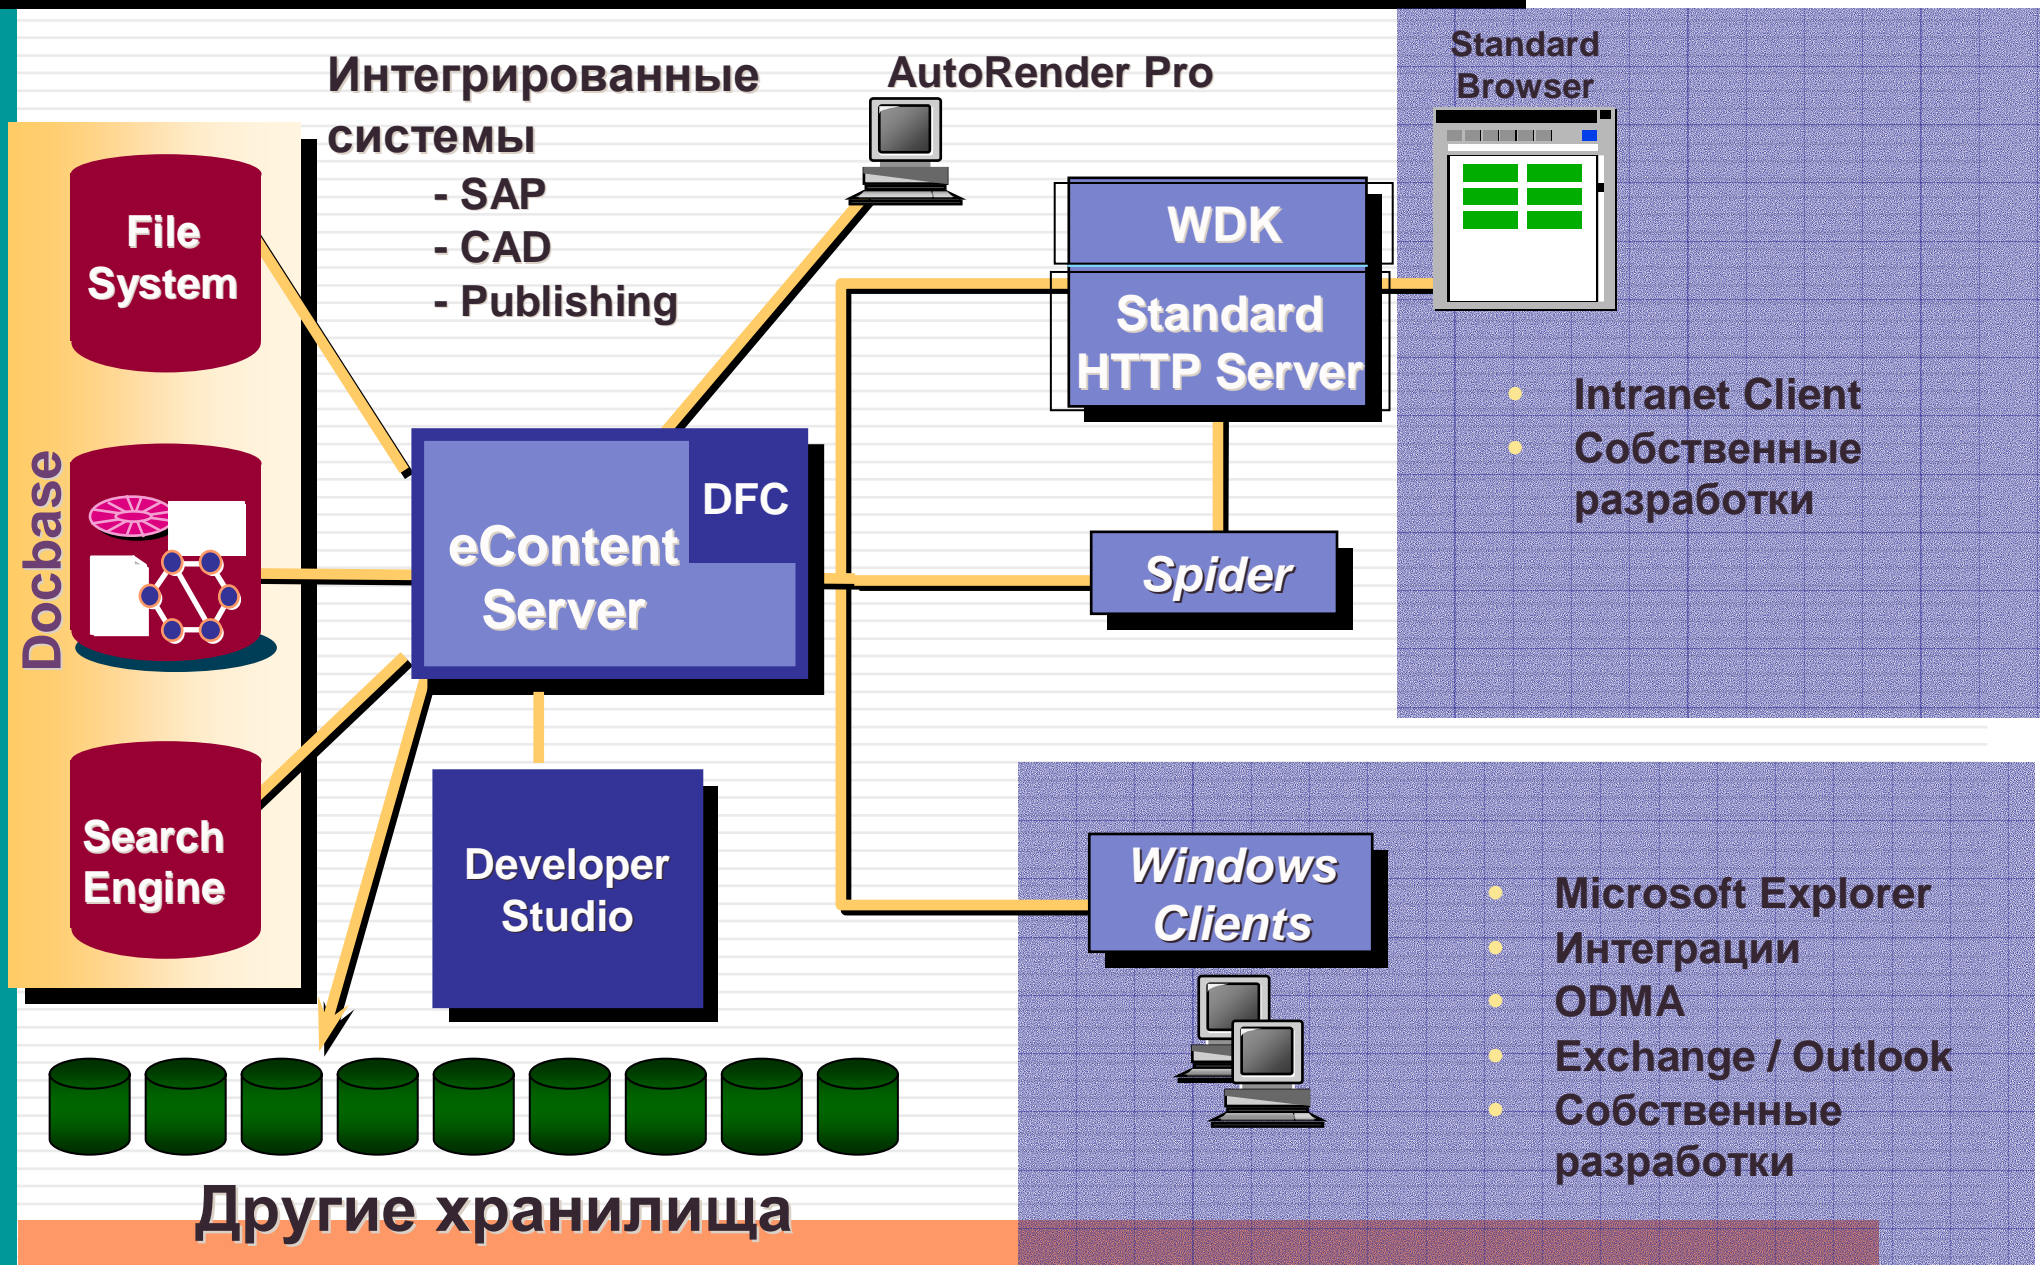 Интегрированные
системы
- SAP
- CAD
- Publishing
AutoRender Pro
Standard
Browser
File
System
Docbase
Search
Engine
WDK
Standard
HTTP Server
DFC
eContent
Server
Spider
• Intranet Client
• Собственные
разработки
Developer
Studio
Windows
Clients
• Microsoft Explorer
• Интеграции
• ODMA
• Exchange / Outlook
• Собственные
разработки
Другие хранилища